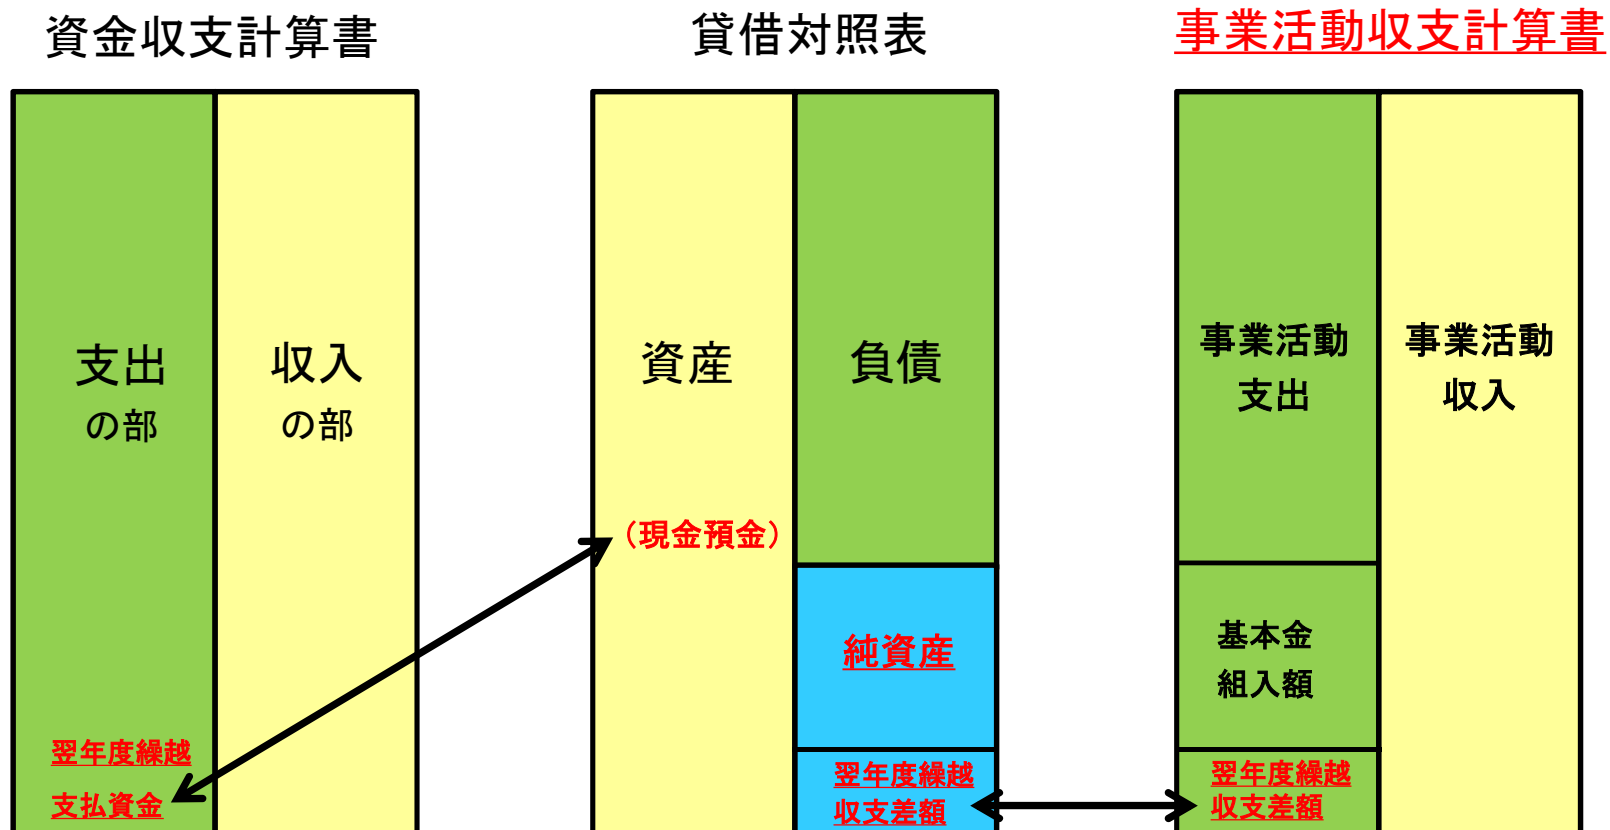 資金収支計算書
支出
の部
収入
の部
翌年度繰越
支払資金
貸借対照表
資産
（現金預金）
負債
純資産
翌年度繰越
収支差額
事業活動収支計算書
事業活動
支出
事業活動
収入
基本金
組入額
翌年度繰越
収支差額